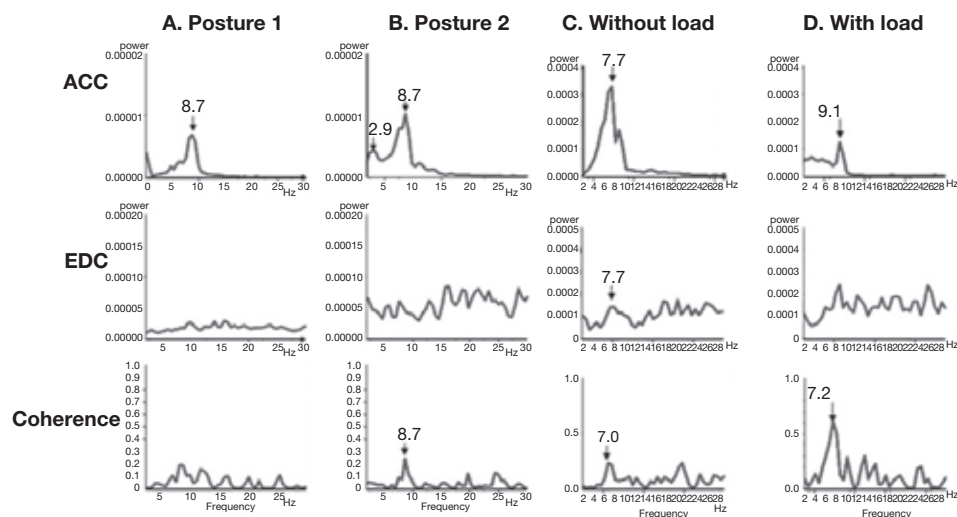 A. Posture 1 B. Posture 2 C. Without load D. With load
ACC
power
0.00002
0.00001
0.00000
8.7
0 5 10 15 20 25 30
Hz
power
0.00002
0.00001
0.00000
2.9
8.7
5 10 15 20 25 30
Hz
power
0.0004
0.0003
0.0002
0.0001
0.0000
7.7
2 4 6 8 10 12 14 16 18 20 22 24 26 28
Hz
power
0.0004
0.0003
0.0002
0.0001
0.0000
9.1
2 4 6 8 10 12 14 16 18 20 22 24 26 28
Hz
EDC
power
0.00020
0.00015
0.00010
0.00005
0.00000
5 10 15 20 25 30
Hz
power
0.00020
0.00015
0.00010
0.00005
0.00000
5 10 15 20 25 30
Hz
power
0.0005
0.0004
0.0003
0.0002
0.0001
0
7.7
2 4 6 8 10 12 14 16 18 20 22 24 26 28
Hz
power
0.0005
0.0004
0.0003
0.0002
0.0001
0
2 4 6 8 10 12 14 16 18 20 22 24 26 28
Hz
Coherence
1.0
0.9
0.8
0.7
0.6
0.5
0.4
0.3
0.2
0.1
0
5 10 15 20 25
Hz
Frequency
1.0
0.9
0.8
0.7
0.6
0.5
0.4
0.3
0.2
0.1
0
8.7
5 10 15 20 25 30
Hz
1.0
0.5
0.0
7.0
2 4 6 8 10 12 14 16 18 20 22 24 26 28
Hz
Frequency
1.0
0.5
0.0
7.2
2 4 6 8 10 12 14 16 18 20 22 24 26 28
Hz
Frequency